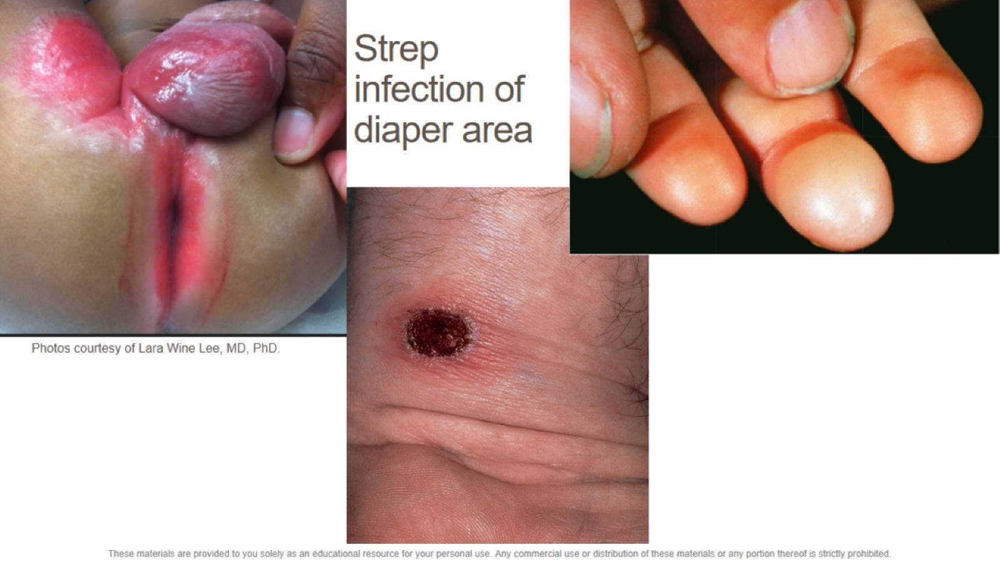 Strep
infection of
diaper area
Photos courtesy of Lara Wine Lee, MD, PhD.
These materials are provided to you solely as an educational resource for your personal use. Any commercial use or distribution of these materials or any portion thereof is strictly prohibited.